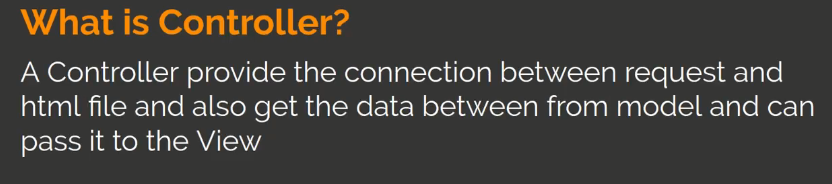 What is Controller?
A Controller provide the connection between request and
html file and also get the data between from model and can
pass it to the View